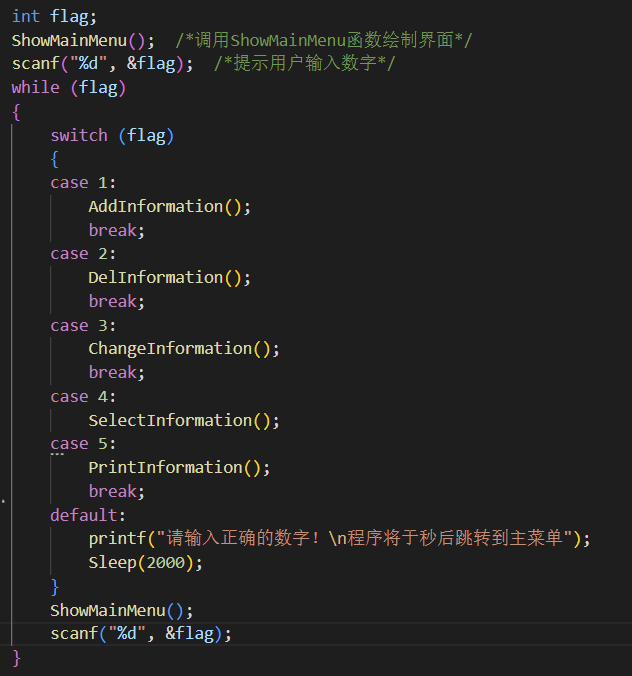 int flag;
ShowMainMenu();  /*调用ShowMainMenu函数绘制界面*/
scanf("%d", &flag);  /*提示用户输入数字*/
while (flag)
{
    switch (flag)
    {
    case 1:
        AddInformation();
        break;
    case 2:
        DelInformation();
        break;
    case 3:
        ChangeInformation();
        break;
    case 4:
        SelectInformation();
    case 5:
        PrintInformation();
        break;
    default:
        printf("请输入正确的数字！\n程序将于秒后跳转到主菜单");
        Sleep(2000);
    }
    ShowMainMenu();
    scanf("%d", &flag);
}